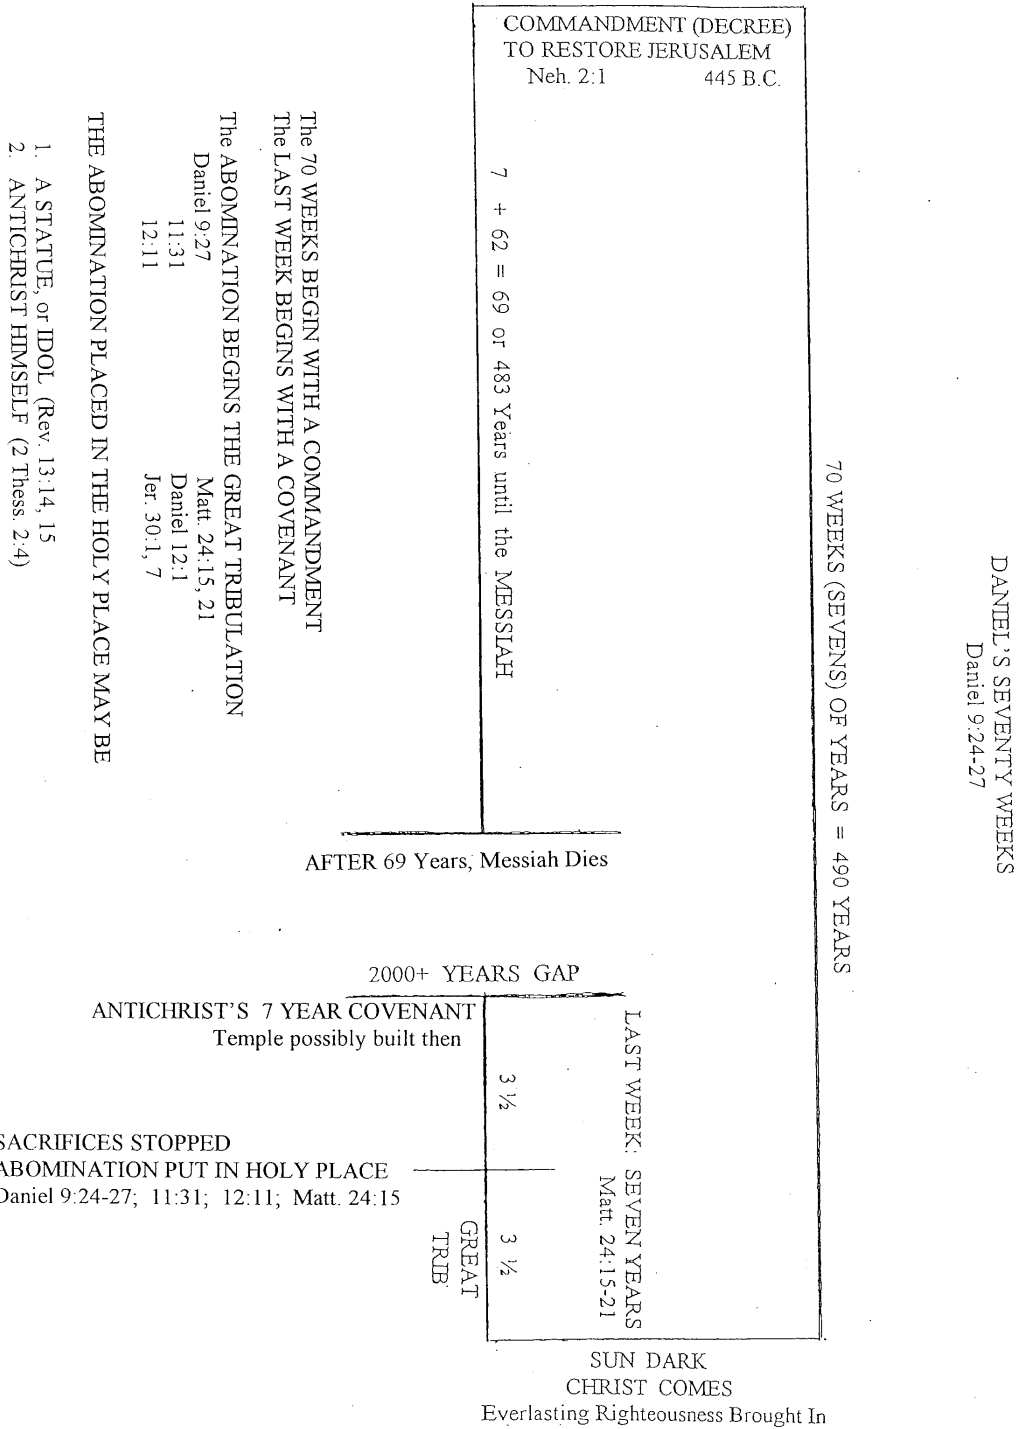 DANIEL'S SEVENTY WEEKS
Daniel 9:24-27
70 WEEKS (SEVENS) OF YEARS = 490 YEARS
COMMANDMENT (DECREE)
TO RESTORE JERUSALEM
Neh. 2:1 445 B.C.
7 + 62 = 69 or 483 Years until the MESSIAH
AFTER 69 Years, Messiah Dies
2000+ YEARS GAP
LAST WEEK: SEVEN YEARS
Matt. 24:15-21
3 ½
3 ½
GREAT
TRIB
ANTICHRIST'S 7 YEAR COVENANT
Temple possibly built then
SACRIFICES STOPPED
ABOMINATION PUT IN HOLY PLACE
Daniel 9:24-27; 11:31; 12:11; Matt. 24:15
SUN DARK
CHRIST COMES
Everlasting Righteousness Brought In
The 70 WEEKS BEGIN WITH A COMMANDMENT
The LAST WEEK BEGINS WITH A COVENANT
The ABOMINATION BEGINS THE GREAT TRIBULATION
Daniel 9:27 Matt. 24:15, 21
11:31 Daniel 12:1
12:11 Jer. 30:1, 7
THE ABOMINATION PLACED IN THE HOLY PLACE MAY BE
1. A STATUE, or IDOL (Rev. 13:14, 15
2. ANTICHRIST HIMSELF (2 Thess. 2:4)